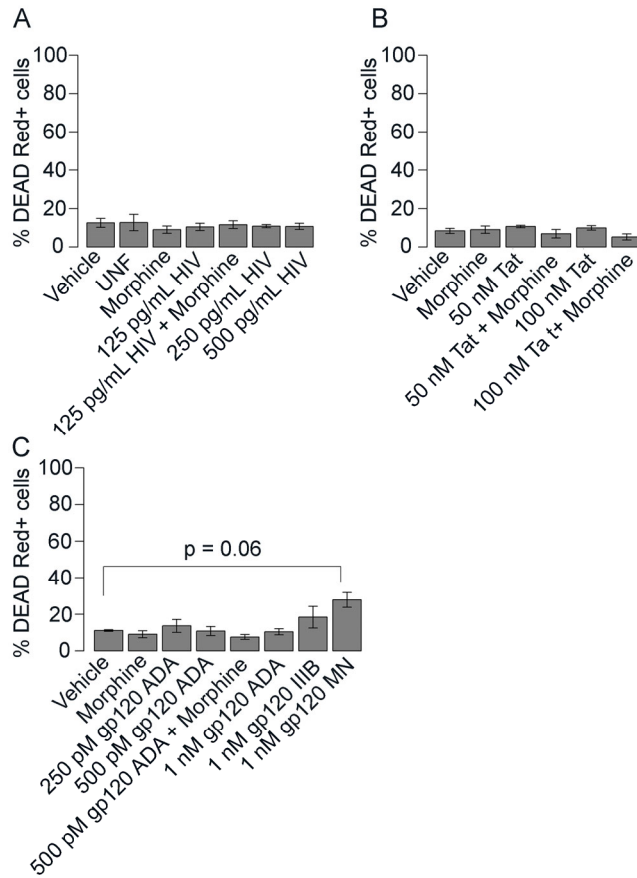 A
% DEAD Red+ cells
100
80
60
40
20
0
Vehicle
UNF
Morphine
125 pg/mL HIV
125 pg/mL HIV + Morphine
250 pg/mL HIV
500 pg/mL HIV
B
% DEAD Red+ cells
100
80
60
40
20
0
Vehicle
Morphine
50 nM Tat
50 nM Tat + Morphine
100 nM Tat
100 nM Ta t+ Morphine
C
% DEAD Red+ cells
100
80
60
40
20
0
p = 0.06
Vehicle
Morphine
250 pM gp120 ADA
500 pM gp120 ADA
500 pM gp120 ADA + Morphine
1 nM gp120 ADA
1 nM gp120 IIIB
1 nM gp120 MN